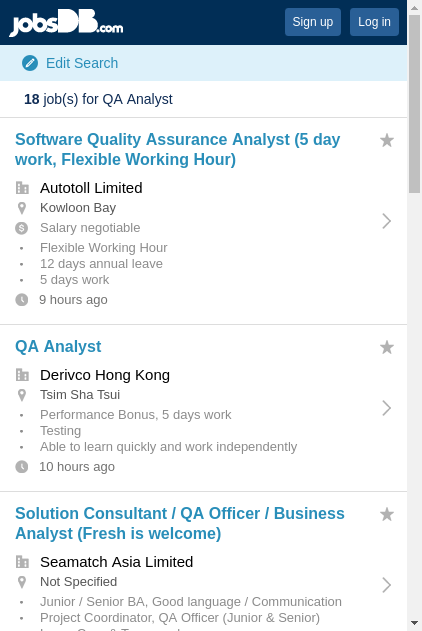 jobsDB.com
Sign up
Log in
Edit Search
18 job(s) for QA Analyst
Software Quality Assurance Analyst (5 day
work, Flexible Working Hour)
Autotoll Limited
Kowloon Bay
Salary negotiable
• Flexible Working Hour
• 12 days annual leave
• 5 days work
9 hours ago
QA Analyst
Derivco Hong Kong
Tsim Sha Tsui
• Performance Bonus, 5 days work
• Testing
• Able to learn quickly and work independently
10 hours ago
Solution Consultant / QA Officer / Business
Analyst (Fresh is welcome)
Seamatch Asia Limited
Not Specified
• Junior / Senior BA, Good language / Communication
• Project Coordinator, QA Officer (Junior & Senior)